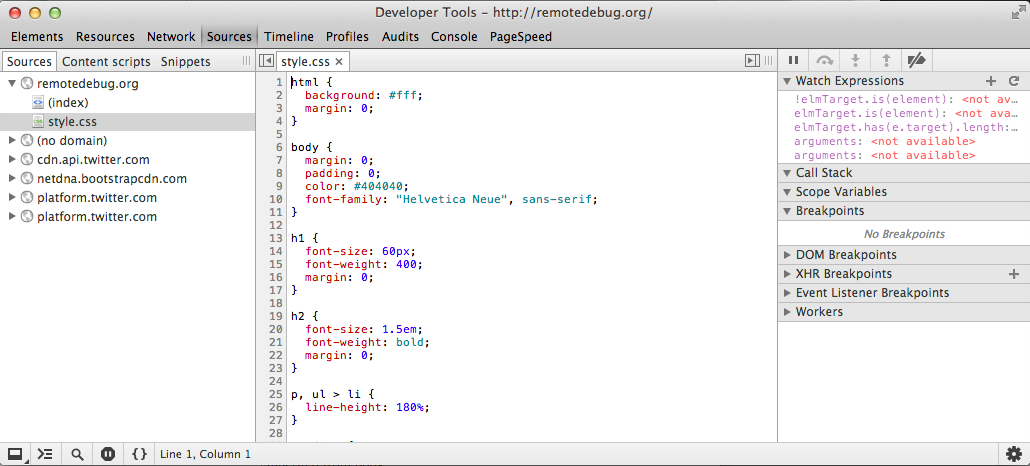 Developer Tools – http://remotedebug.org/
Elements Resources Network Sources Timeline Profiles Audits Console PageSpeed
Sources Content scripts Snippets
remotedebug.org
(index)
style.css
(no domain)
cdn.api.twitter.com
netdna.bootstrapcdn.com
platform.twitter.com
platform.twitter.com
style.css ×
1 html {
2 background: #fff;
3 margin: 0;
4 }
5
6 body {
7 margin: 0;
8 padding: 0;
9 color: #404040;
10 font-family: "Helvetica Neue", sans-serif;
11 }
12
13 h1 {
14 font-size: 60px;
15 font-weight: 400;
16 margin: 0;
17 }
18
19 h2 {
20 font-size: 1.5em;
21 font-weight: bold;
22 margin: 0;
23 }
24
25 p, ul > li {
26 line-height: 180%;
27 }
28
Watch Expressions
!elmTarget.is(element): <not av…
elmTarget.is(element): <not ava…
elmTarget.has(e.target).length:…
arguments: <not available>
arguments: <not available>
Call Stack
Scope Variables
Breakpoints
No Breakpoints
DOM Breakpoints
XHR Breakpoints
Event Listener Breakpoints
Workers
{ } Line 1, Column 1